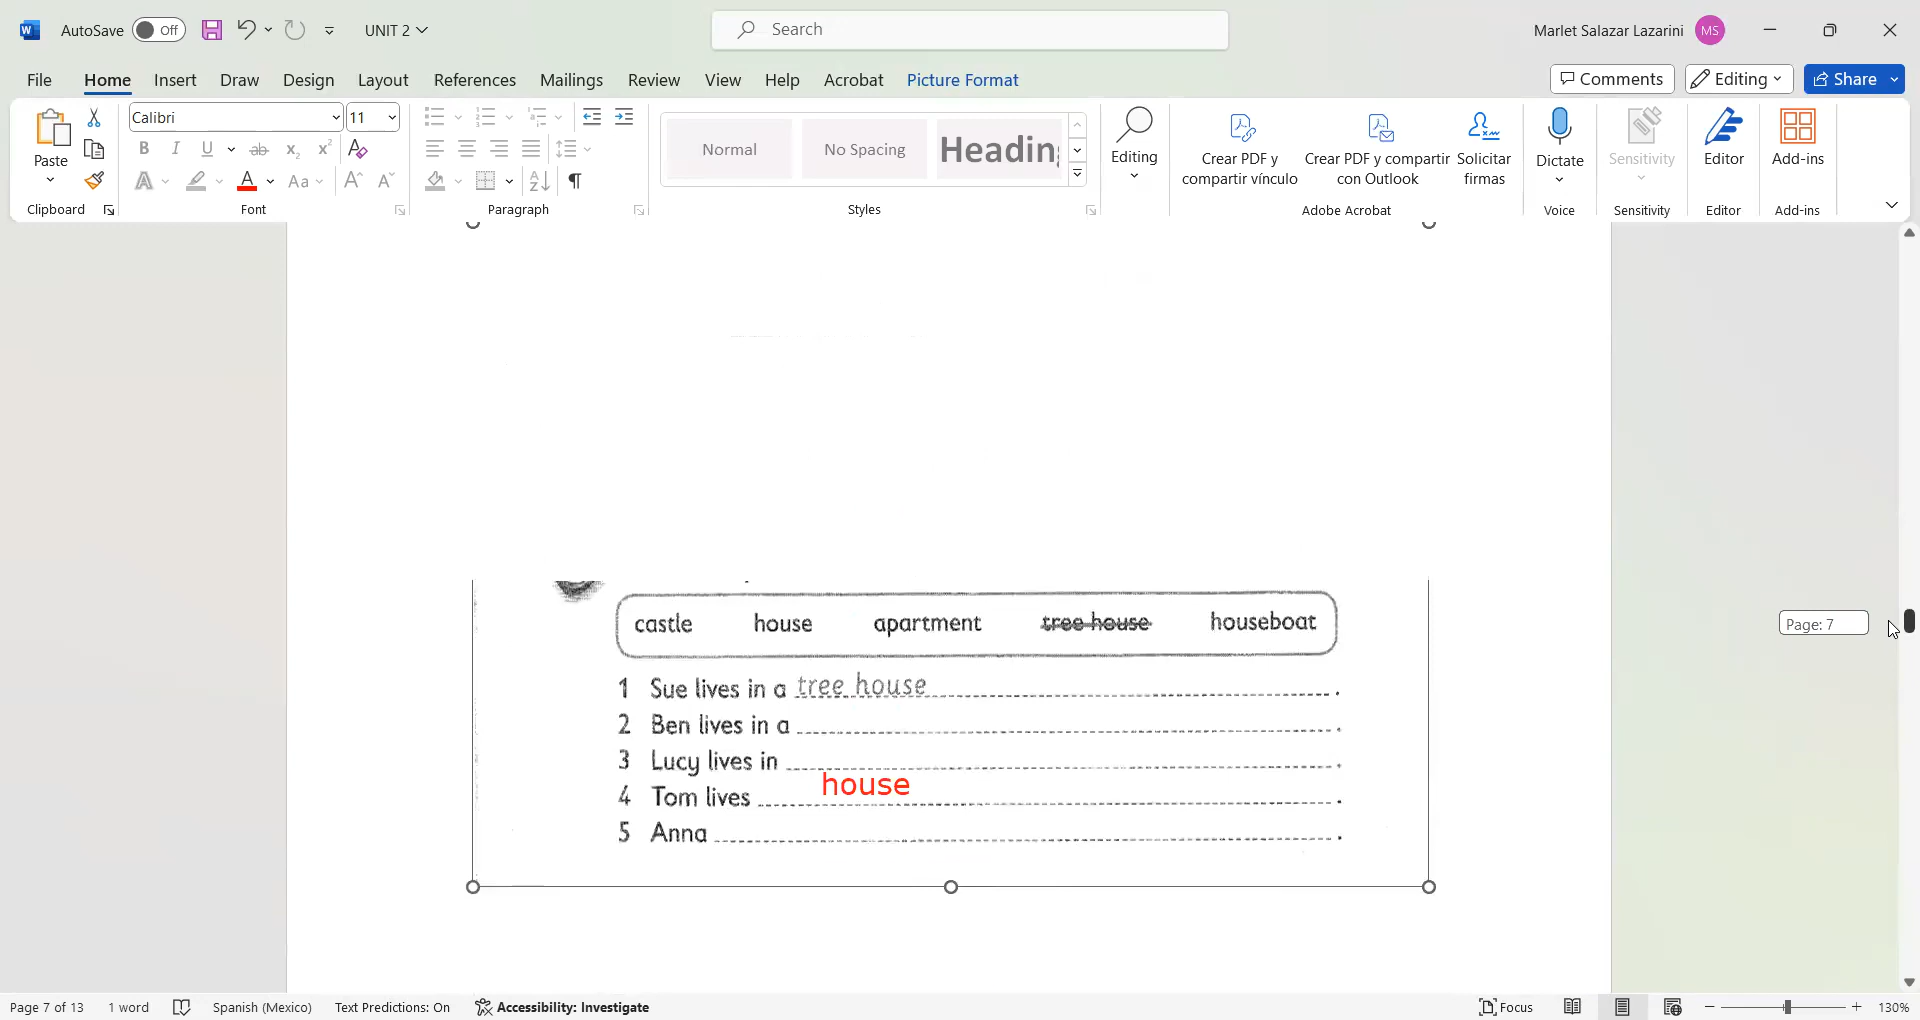 AutoSave Off UNIT 2 Search Marlet Salazar Lazarini MS
File Home Insert Draw Design Layout References Mailings Review View Help Acrobat Picture Format Comments Editing Share
Calibri 11
Paste
Normal No Spacing Heading
Editing
Crear PDF y compartir vínculo
Crear PDF y compartir con Outlook
Solicitar firmas
Dictate
Sensitivity
Editor
Add-ins
Clipboard Font Paragraph Styles Adobe Acrobat Voice Sensitivity Editor Add-ins
castle house apartment tree house houseboat
Page: 7
1 Sue lives in a tree house.
2 Ben lives in a .
3 Lucy lives in .
house
4 Tom lives .
5 Anna .
Page 7 of 13 1 word Spanish (Mexico) Text Predictions: On Accessibility: Investigate Focus 130%